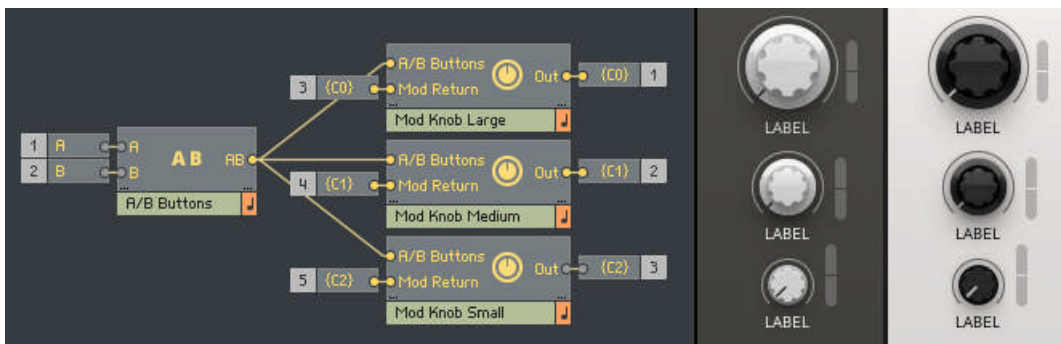 A/B Buttons
3 {C0} Mod Return Out {C0} 1
...
...
Mod Knob Large
1 A A
A B
AB
2 B B
...
...
A/B Buttons
A/B Buttons
4 {C1} Mod Return Out {C1} 2
...
...
Mod Knob Medium
A/B Buttons
5 {C2} Mod Return Out {C2} 3
...
...
Mod Knob Small
LABEL
LABEL
LABEL
LABEL
LABEL
LABEL